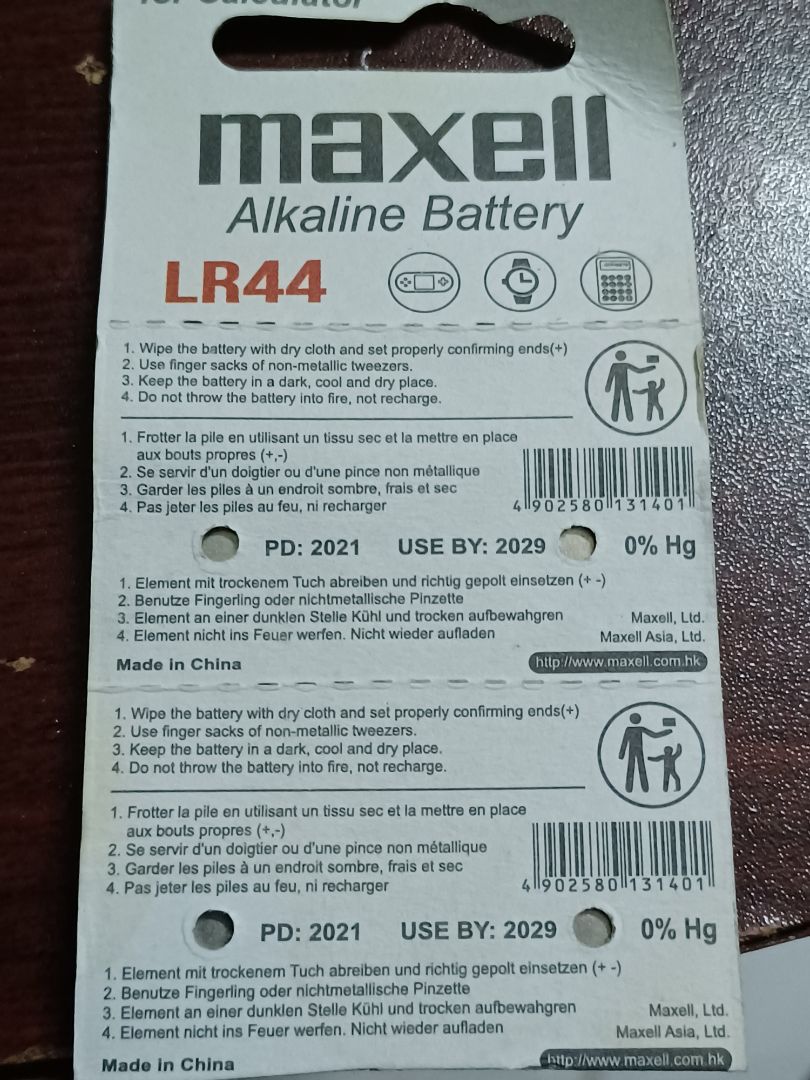 for Calculator
maxell
Alkaline Battery
LR44
1. Wipe the battery with dry cloth and set properly confirming ends(+)
2. Use finger sacks of non-metallic tweezers.
3. Keep the battery in a dark, cool and dry place.
4. Do not throw the battery into fire, not recharge.
1. Frotter la pile en utilisant un tissu sec et la mettre en place
aux bouts propres (+,-)
2. Se servir d'un doigtier ou d'une pince non métallique
3. Garder les piles à un endroit sombre, frais et sec
4. Pas jeter les piles au feu, ni recharger
4 902580 131401
PD: 2021 USE BY: 2029 0% Hg
1. Element mit trockenem Tuch abreiben und richtig gepolt einsetzen (+ -)
2. Benutze Fingerling oder nichtmetallische Pinzette
3. Element an einer dunklen Stelle Kühl und trocken aufbewahgren
4. Element nicht ins Feuer werfen. Nicht wieder aufladen
Maxell, Ltd.
Maxell Asia, Ltd.
Made in China
http://www.maxell.com.hk
1. Wipe the battery with dry cloth and set properly confirming ends(+)
2. Use finger sacks of non-metallic tweezers.
3. Keep the battery in a dark, cool and dry place.
4. Do not throw the battery into fire, not recharge.
1. Frotter la pile en utilisant un tissu sec et la mettre en place
aux bouts propres (+,-)
2. Se servir d'un doigtier ou d'une pince non métallique
3. Garder les piles à un endroit sombre, frais et sec
4. Pas jeter les piles au feu, ni recharger
4 902580 131401
PD: 2021 USE BY: 2029 0% Hg
1. Element mit trockenem Tuch abreiben und richtig gepolt einsetzen (+ -)
2. Benutze Fingerling oder nichtmetallische Pinzette
3. Element an einer dunklen Stelle Kühl und trocken aufbewahgren
4. Element nicht ins Feuer werfen. Nicht wieder aufladen
Maxell, Ltd.
Maxell Asia, Ltd.
Made in China
http://www.maxell.com.hk